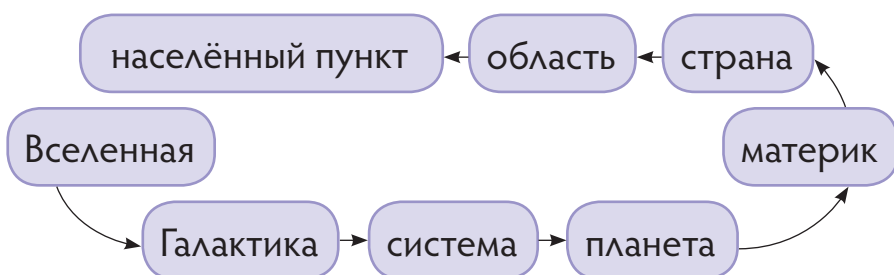 населённый пункт
область
страна
Вселенная
материк
Галактика
система
планета